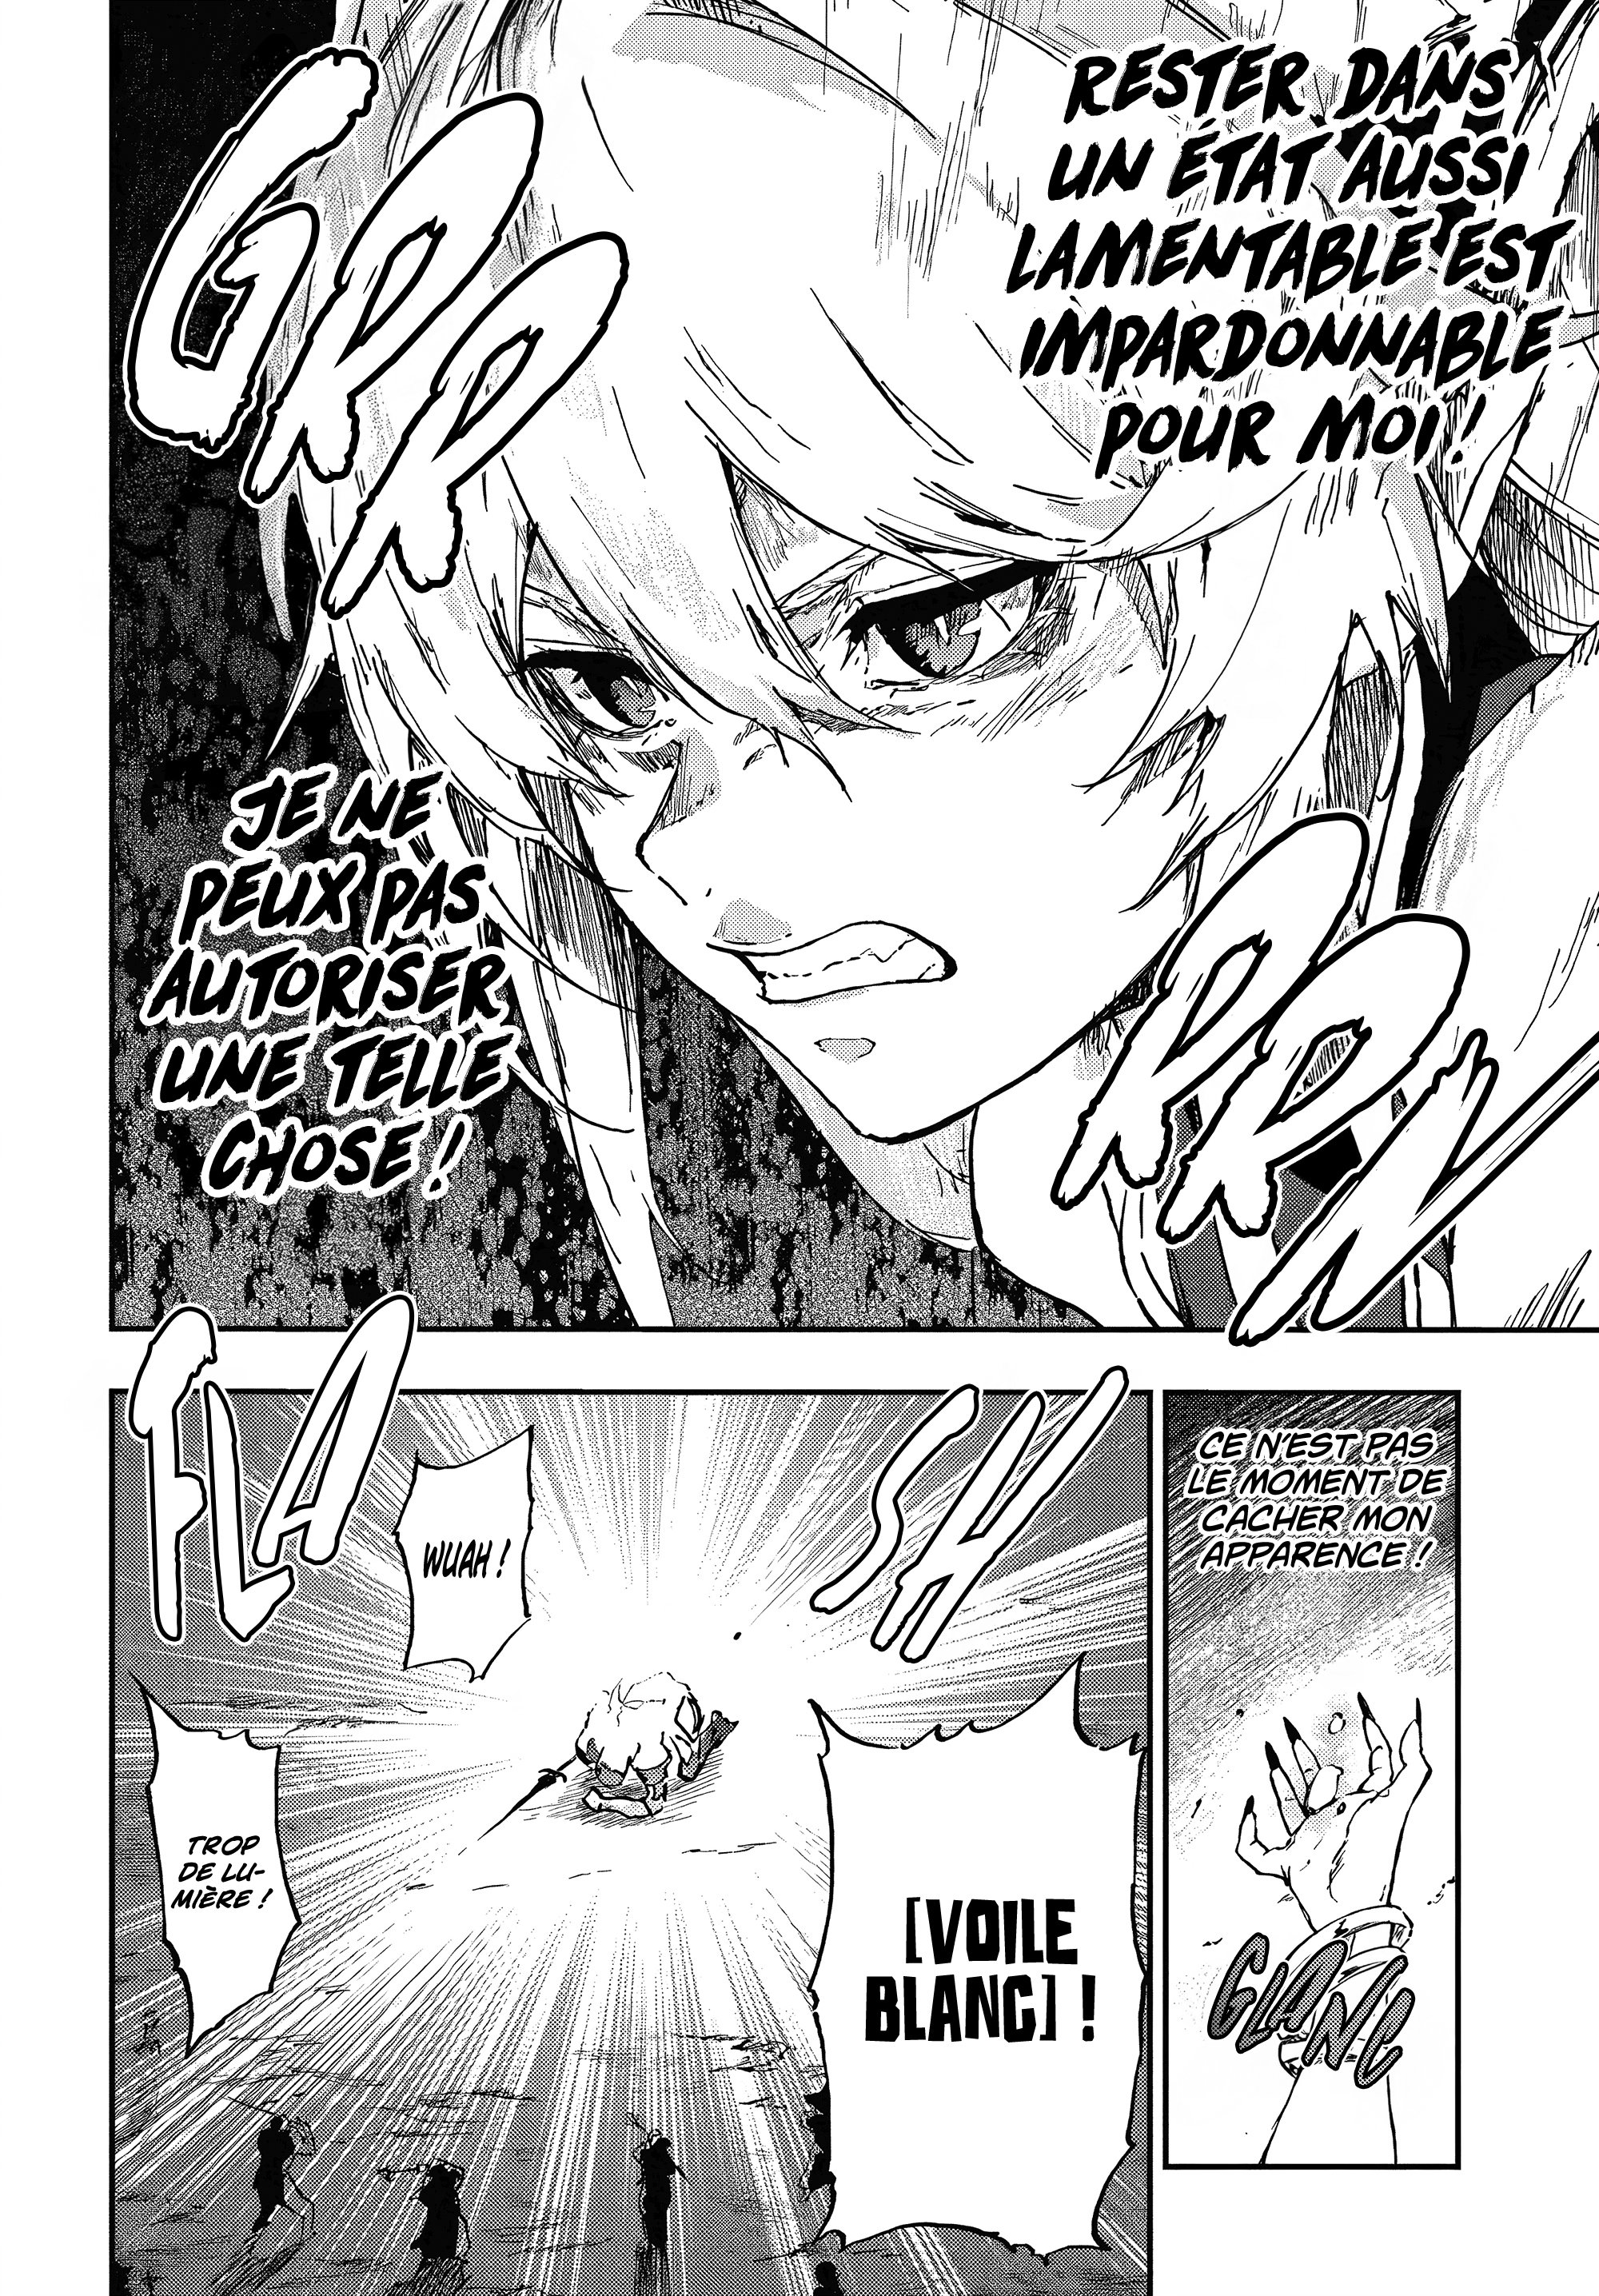 RESTER DANS
UN ÉTAT AUSSI
LAMENTABLE EST
IMPARDONNABLE
POUR MOI !
GRR
JE NE
PEUX PAS
AUTORISER
UNE TELLE
CHOSE !
RRR
CE N'EST PAS
LE MOMENT DE
CACHER MON
APPARENCE !
GLANG
FLA
SH
[VOILE
BLANC] !
WUAH !
TROP
DE LU-
MIÈRE !